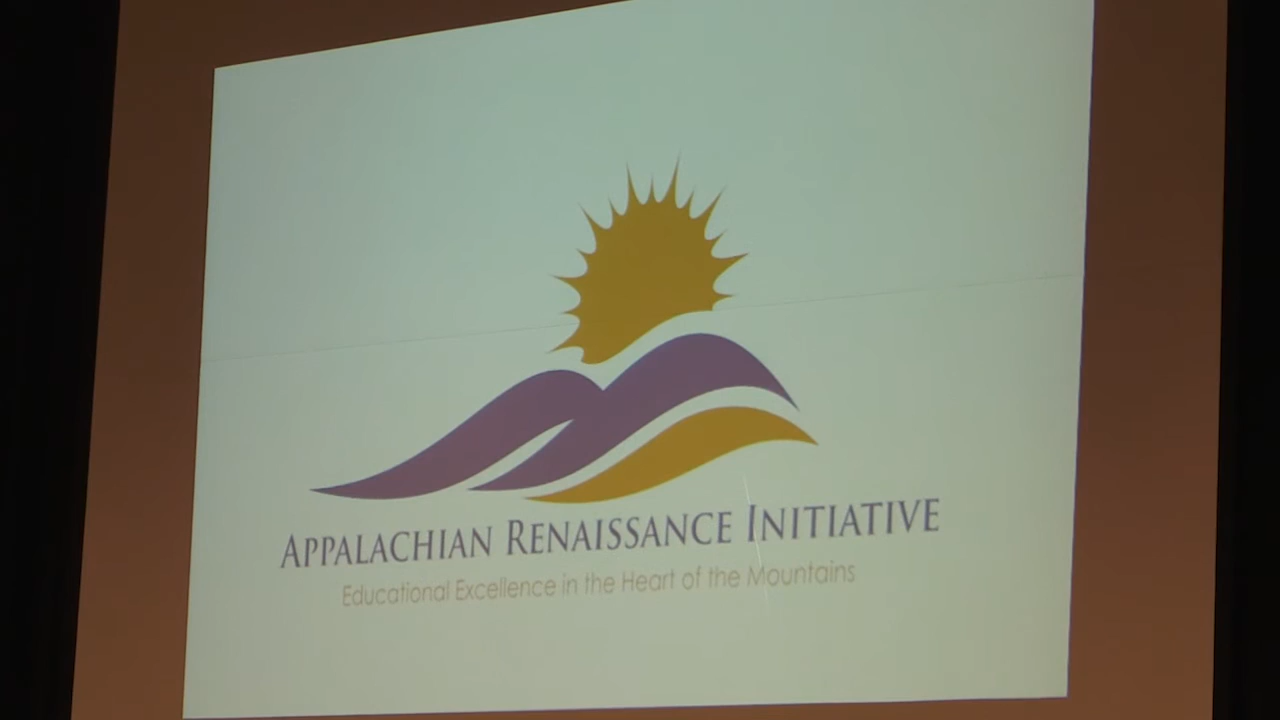 APPALACHIAN RENAISSANCE INITIATIVE
Educational Excellence in the Heart of the Mountains